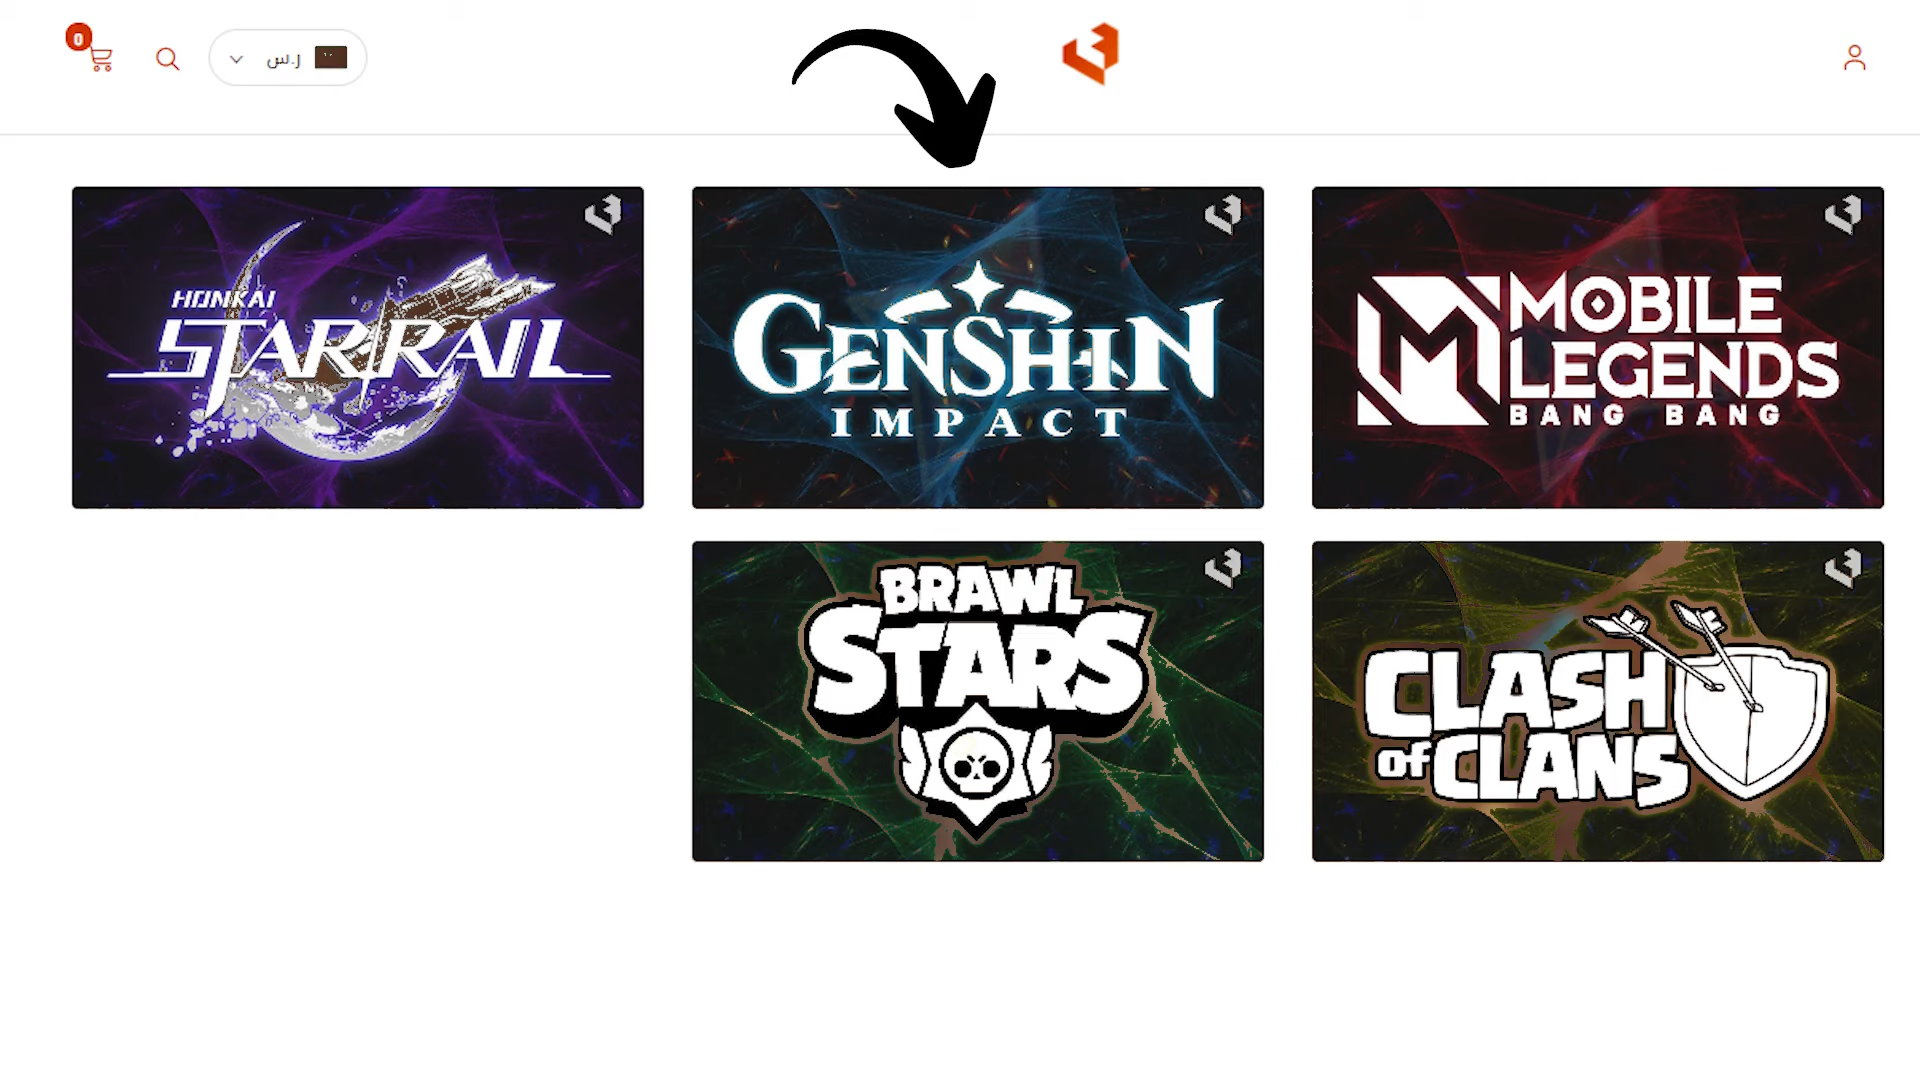 0
ر.س
HONKAI
STAR RAIL
GENSHIN
IMPACT
MOBILE
LEGENDS
BANG BANG
BRAWL
STARS
CLASH
of CLANS